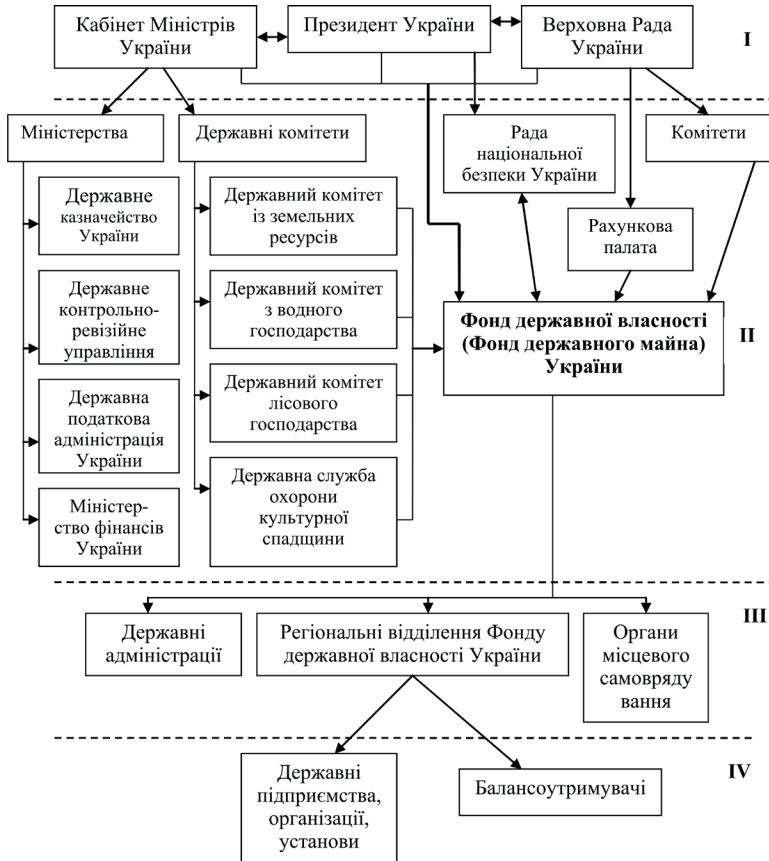 Кабінет Міністрів
України
Президент України
Верховна Рада
України
I
Міністерства
Державні комітети
Рада
національної
безпеки України
Комітети
Державне
казначейство
України
Державний комітет
із земельних
ресурсів
Рахункова
палата
Державне
контрольно-
ревізійне
управління
Державний комітет
з водного
господарства
Фонд державної власності
(Фонд державного майна)
України
II
Державна
податкова
адміністрація
України
Державний комітет
лісового
господарства
Міністер-
ство фінансів
України
Державна служба
охорони
культурної
спадщини
III
Державні
адміністрації
Регіональні відділення Фонду
державної власності України
Органи
місцевого
самовряду
вання
IV
Державні
підприємства,
організації,
установи
Балансоутримувачі